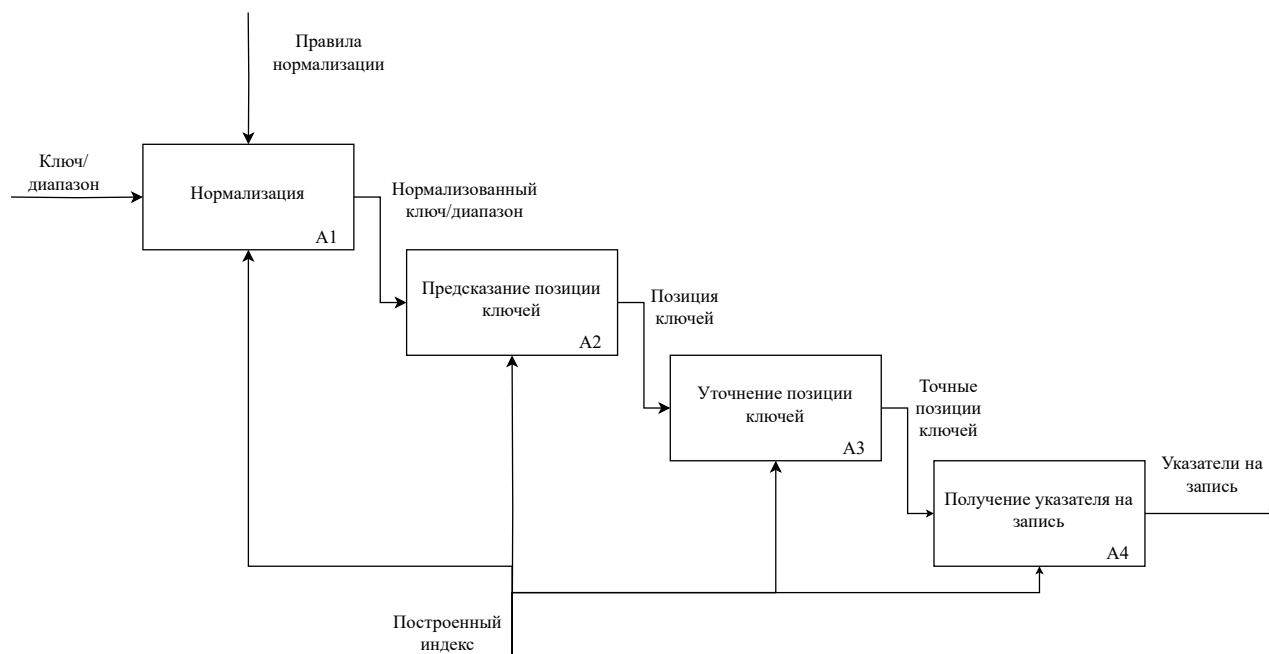 Правила
нормализации
Ключ/
диапазон
Нормализация
A1
Нормализованный
ключ/диапазон
Предсказание позиции
ключей
A2
Позиция
ключей
Уточнение позиции
ключей
A3
Точные
позиции
ключей
Получение указателя на
запись
A4
Указатели на
запись
Построенный
индекс